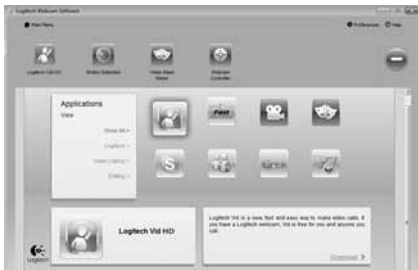 Logitech Webcam Software
Main Menu
Preferences Help
Logitech Vid HD
Motion Detection
Video Mask Maker
Webcam Controller
Applications
View
Show All >
Logitech >
Video Calling >
Editing >
Logitech Vid HD
Logitech Vid is a new, fast and easy way to make video calls. If
you have a Logitech webcam, Vid is free for you and anyone you
call.
Download >
Logitech